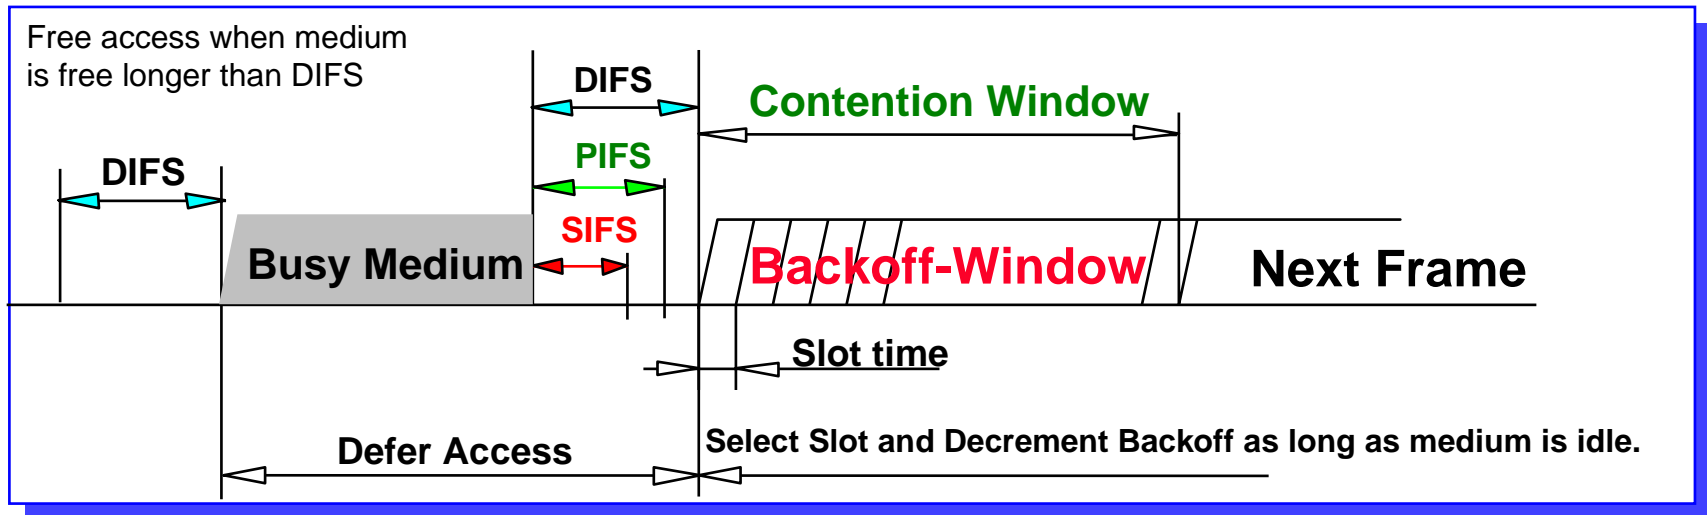 Free access when medium
is free longer than DIFS
DIFS
Contention Window
PIFS
DIFS
SIFS
Busy Medium
Backoff-Window
Next Frame
Slot time
Defer Access
Select Slot and Decrement Backoff as long as medium is idle.